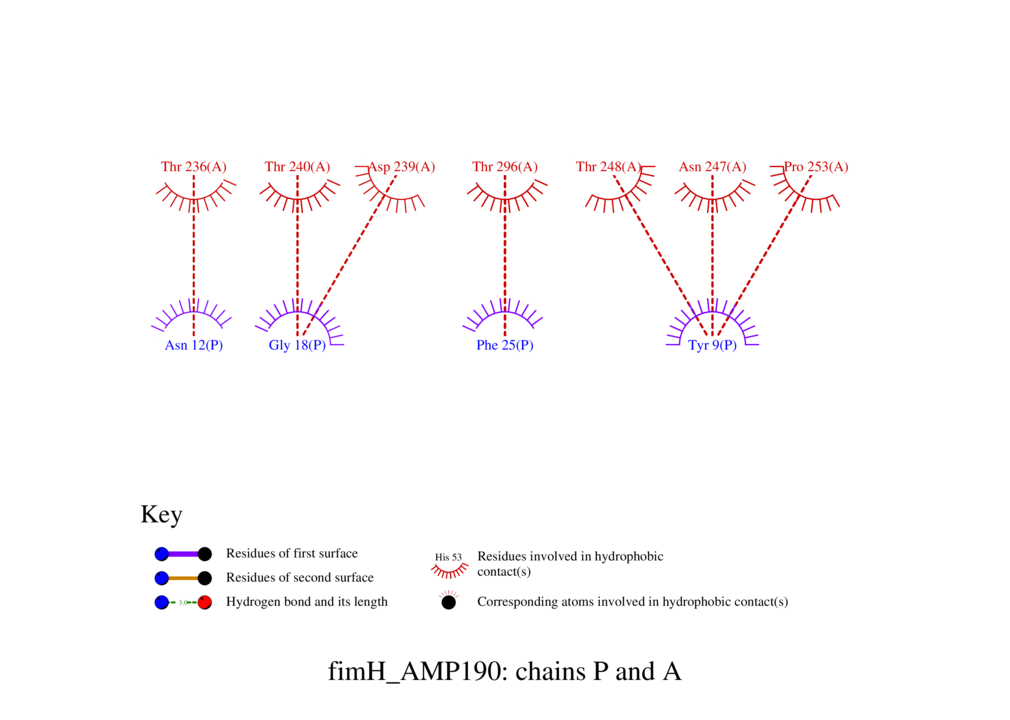 Thr 236(A) Thr 240(A) Asp 239(A) Thr 296(A) Thr 248(A) Asn 247(A) Pro 253(A)
Asn 12(P) Gly 18(P) Phe 25(P) Tyr 9(P)
Key
Residues of first surface
Residues of second surface
3.0
Hydrogen bond and its length
His 53
Residues involved in hydrophobic
contact(s)
Corresponding atoms involved in hydrophobic contact(s)
fimH_AMP190: chains P and A